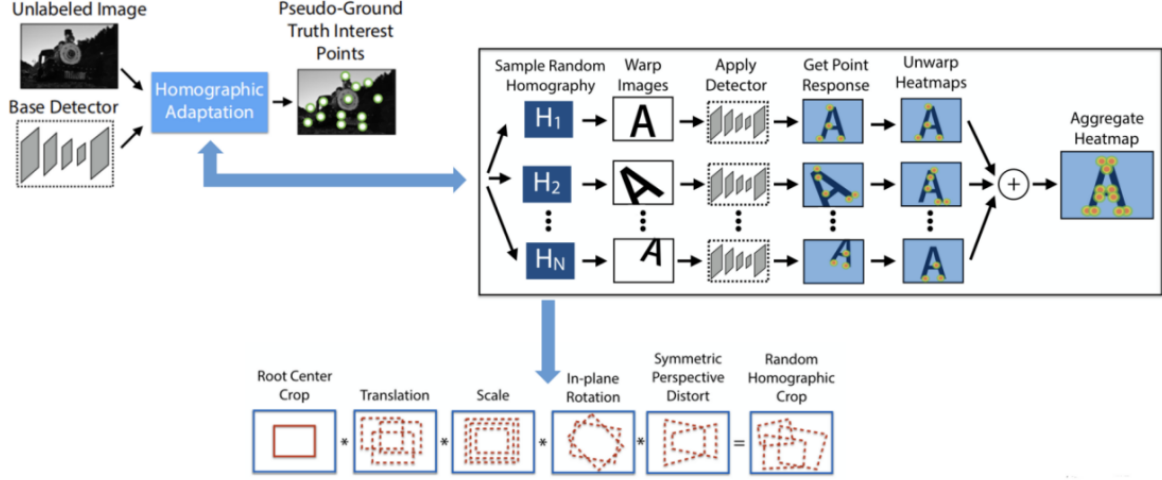 Unlabeled Image
Pseudo-Ground
Truth Interest
Points
Base Detector
Homographic
Adaptation
Sample Random
Homography
Warp
Images
Apply
Detector
Get Point
Response
Unwarp
Heatmaps
Aggregate
Heatmap
H1
A
A
A
H2
A
A
A
+
HN
A
A
A
A
Root Center
Crop
Translation
Scale
In-plane
Rotation
Symmetric
Perspective
Distort
Random
Homographic
Crop
* * * * =